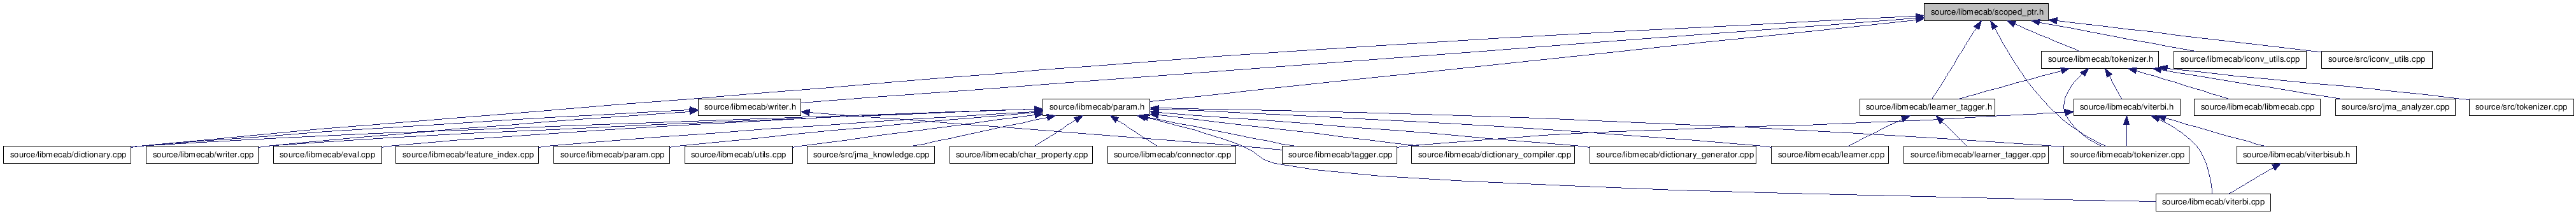 source/libmecab/scoped_ptr.h
source/libmecab/tokenizer.h
source/libmecab/iconv_utils.cpp
source/src/iconv_utils.cpp
source/libmecab/writer.h
source/libmecab/param.h
source/libmecab/learner_tagger.h
source/libmecab/viterbi.h
source/libmecab/libmecab.cpp
source/src/jma_analyzer.cpp
source/src/tokenizer.cpp
source/libmecab/dictionary.cpp
source/libmecab/writer.cpp
source/libmecab/eval.cpp
source/libmecab/feature_index.cpp
source/libmecab/param.cpp
source/libmecab/utils.cpp
source/src/jma_knowledge.cpp
source/libmecab/char_property.cpp
source/libmecab/connector.cpp
source/libmecab/tagger.cpp
source/libmecab/dictionary_compiler.cpp
source/libmecab/dictionary_generator.cpp
source/libmecab/learner.cpp
source/libmecab/learner_tagger.cpp
source/libmecab/tokenizer.cpp
source/libmecab/viterbisub.h
source/libmecab/viterbi.cpp